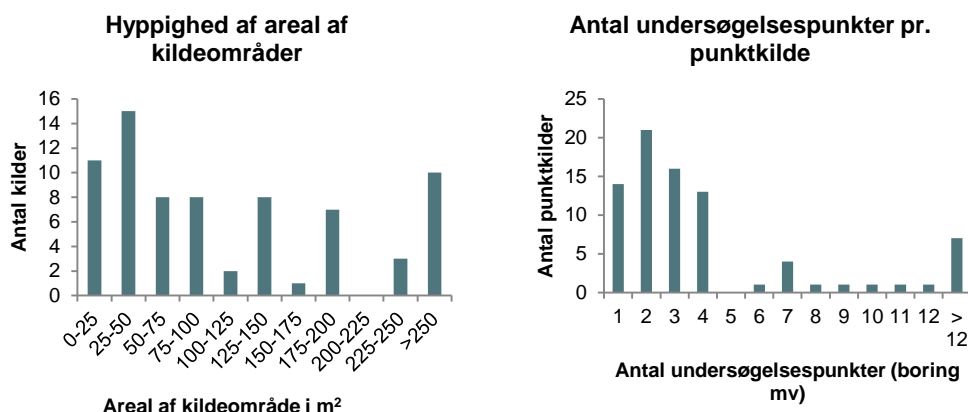 Hyppighed af areal af
kildeområder
Antal kilder
16
14
12
10
8
6
4
2
0
0-25
25-50
50-75
75-100
100-125
125-150
150-175
175-200
200-225
225-250
>250
Areal af kildeområde i m²
Antal undersøgelsespunkter pr.
punktkilde
Antal punktkilder
25
20
15
10
5
0
1 2 3 4 5 6 7 8 9 10 11 12 >
12
Antal undersøgelsespunkter (boring
mv)